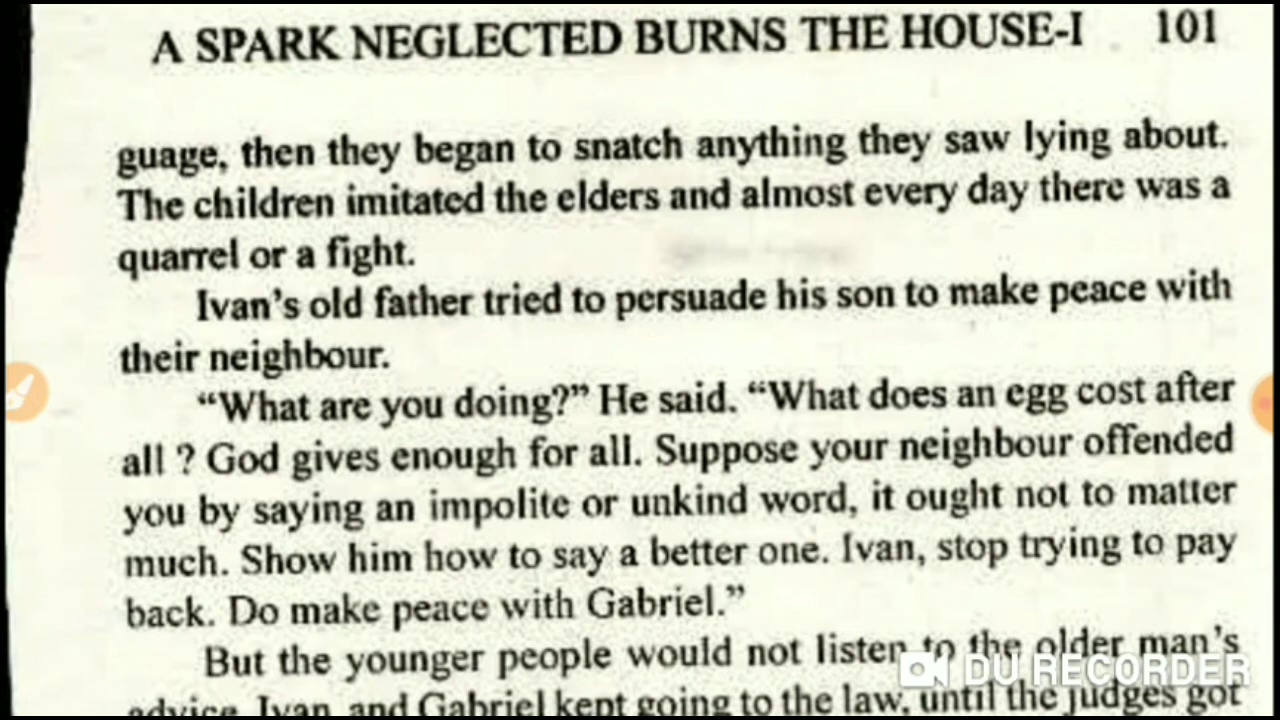 A SPARK NEGLECTED BURNS THE HOUSE-I 101
guage, then they began to snatch anything they saw lying about.
The children imitated the elders and almost every day there was a
quarrel or a fight.
Ivan's old father tried to persuade his son to make peace with
their neighbour.
“What are you doing?” He said. “What does an egg cost after
all ? God gives enough for all. Suppose your neighbour offended
you by saying an impolite or unkind word, it ought not to matter
much. Show him how to say a better one. Ivan, stop trying to pay
back. Do make peace with Gabriel.”
But the younger people would not listen to the older man's
advice. Ivan and Gabriel kept going to the law, until the judges got
DU RECORDER